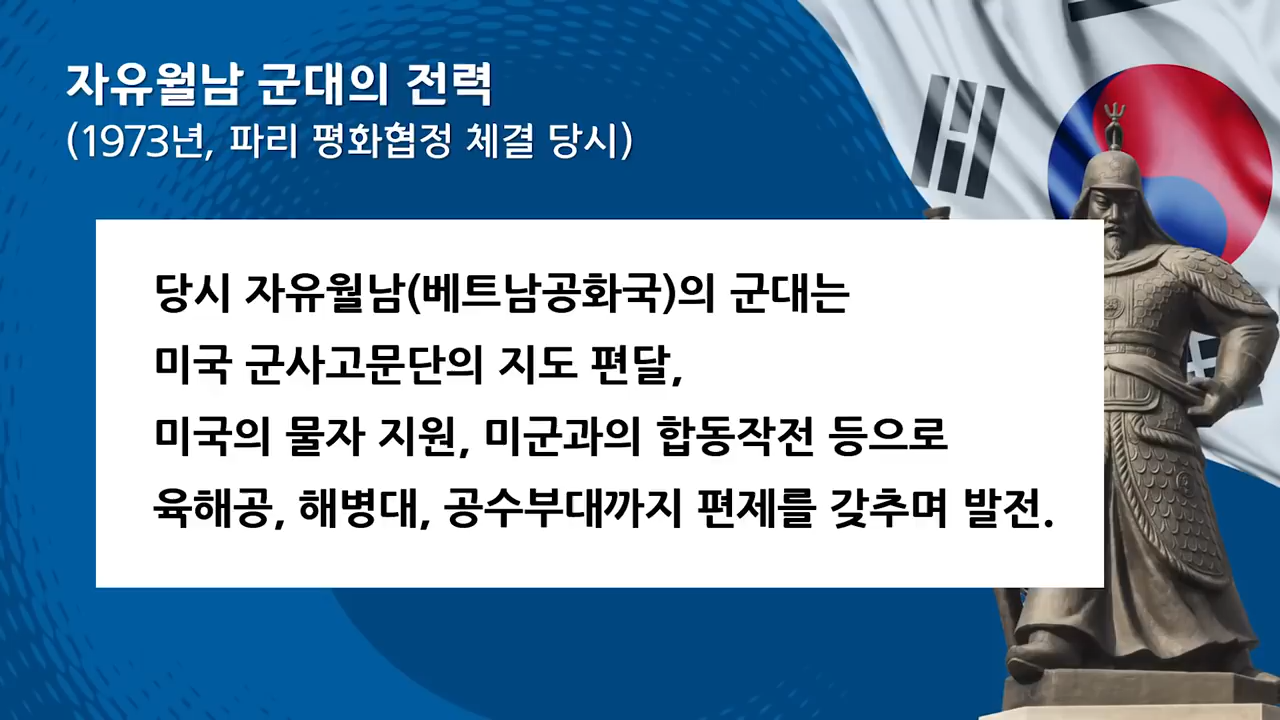 자유월남 군대의 전력
(1973년, 파리 평화협정 체결 당시)
당시 자유월남(베트남공화국)의 군대는
미국 군사고문단의 지도 편달,
미국의 물자 지원, 미군과의 합동작전 등으로
육해공, 해병대, 공수부대까지 편제를 갖추며 발전.